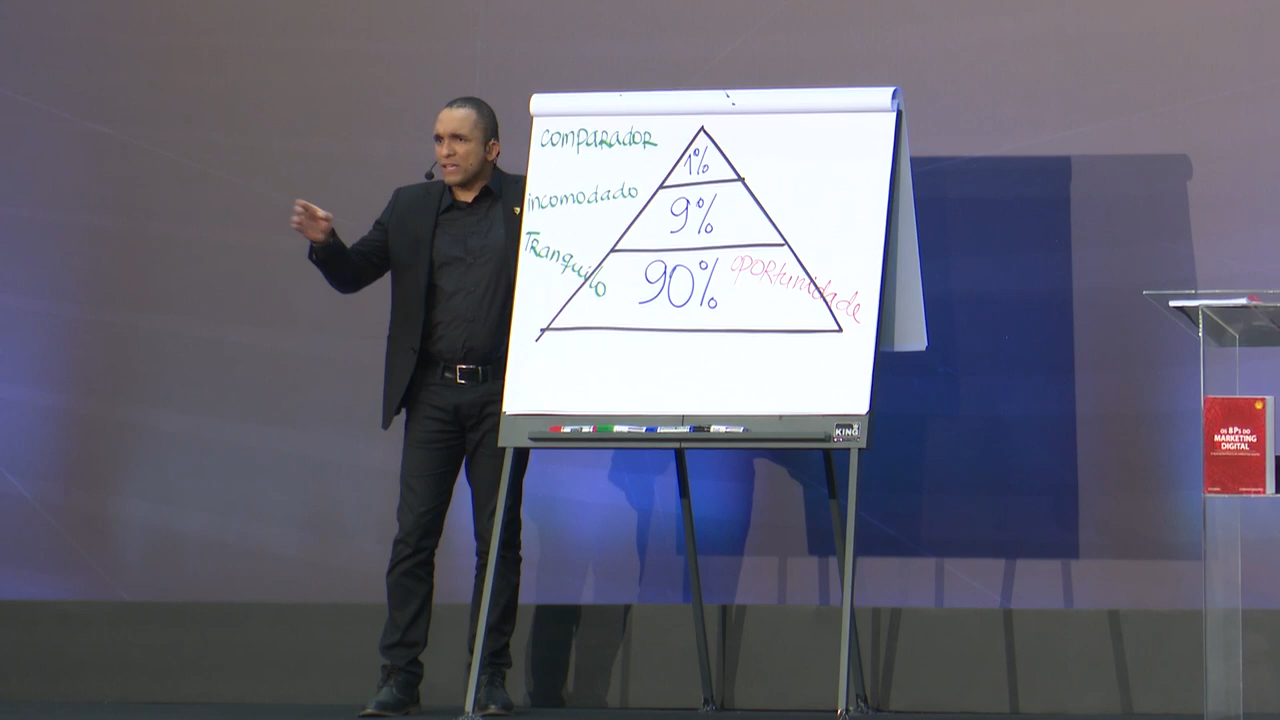 comparador
1%
incomodado
9%
Tranquilo
90%
oportunidade
KING
OS 8Ps DO
MARKETING
DIGITAL